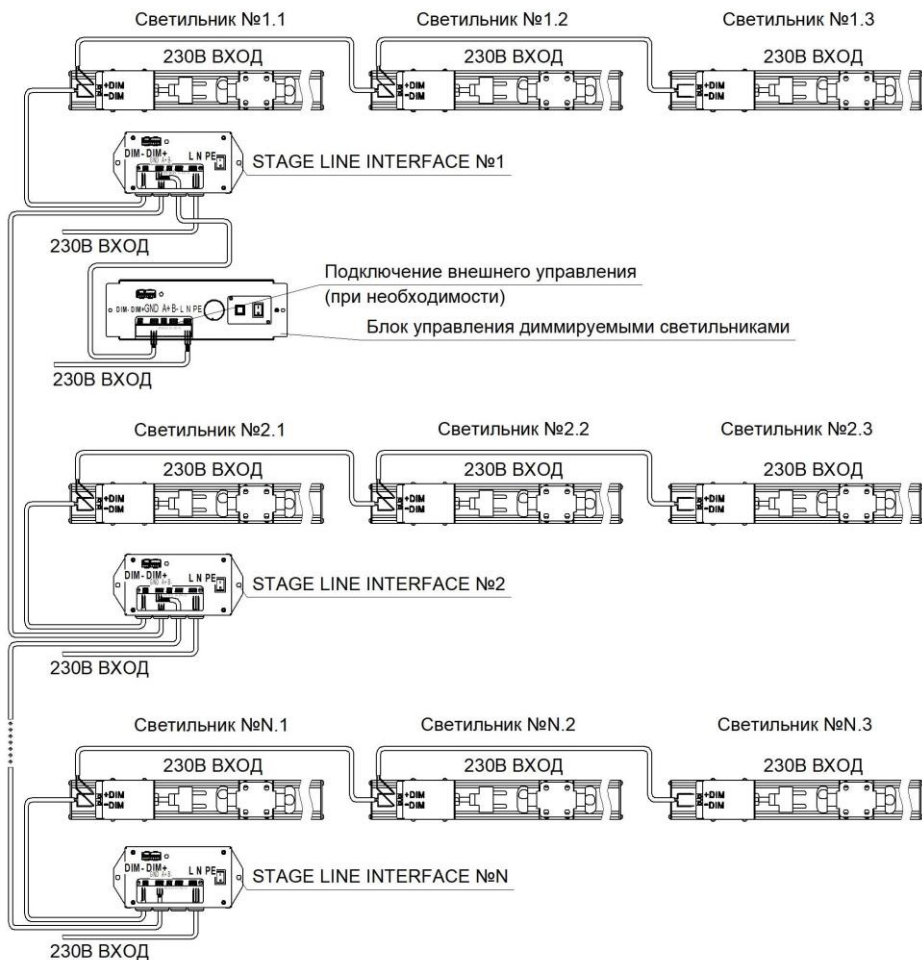 Светильник №1.1 Светильник №1.2 Светильник №1.3
230В ВХОД 230В ВХОД 230В ВХОД
+DIM +DIM +DIM
-DIM -DIM -DIM
DIM- DIM+ L N PE
GND A+ B-
STAGE LINE INTERFACE №1
230В ВХОД
Подключение внешнего управления
(при необходимости)
DIM- DIM+ GND A+ B- L N PE
Блок управления диммируемыми светильниками
230В ВХОД
Светильник №2.1 Светильник №2.2 Светильник №2.3
230В ВХОД 230В ВХОД 230В ВХОД
+DIM +DIM +DIM
-DIM -DIM -DIM
DIM- DIM+ L N PE
GND A+ B-
STAGE LINE INTERFACE №2
230В ВХОД
Светильник №N.1 Светильник №N.2 Светильник №N.3
230В ВХОД 230В ВХОД 230В ВХОД
+DIM +DIM +DIM
-DIM -DIM -DIM
DIM- DIM+ L N PE
GND A+ B-
STAGE LINE INTERFACE №N
230В ВХОД